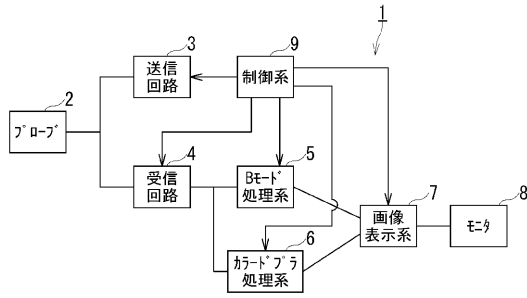 1
3
送信
回路
9
制御系
2
ﾌﾟﾛｰﾌﾞ
4
受信
回路
5
Bﾓｰﾄﾞ
処理系
7
画像
表示系
8
ﾓﾆﾀ
6
ｶﾗｰﾄﾞﾌﾟﾗ
処理系